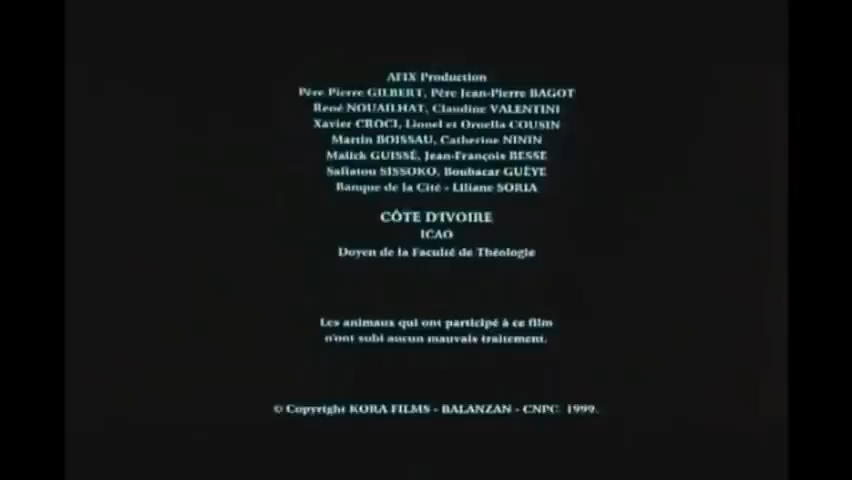 AFIX Production
Père Pierre GILBERT, Père Jean-Pierre BAGOT
René NOUAILHAT, Claudine VALENTINI
Xavier CROCI, Lionel et Ornella COUSIN
Martin BOISSAU, Catherine NININ
Malick GUISSÉ, Jean-François BESSE
Safiatou SISSOKO, Boubacar GUÈYE
Banque de la Cité - Liliane SORIA
CÔTE D'IVOIRE
ICAO
Doyen de la Faculté de Théologie
Les animaux qui ont participé à ce film
n'ont subi aucun mauvais traitement.
© Copyright KORA FILMS - BALANZAN - CNPC 1999.